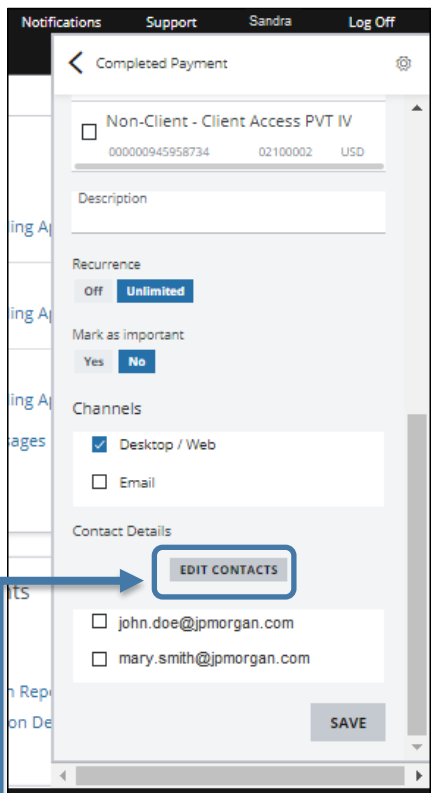 Notifications Support Sandra Log Off
Completed Payment
Non-Client - Client Access PVT IV
000000945958734 02100002 USD
Description
Recurrence
Off Unlimited
Mark as important
Yes No
Channels
Desktop / Web
Email
Contact Details
EDIT CONTACTS
john.doe@jpmorgan.com
mary.smith@jpmorgan.com
SAVE